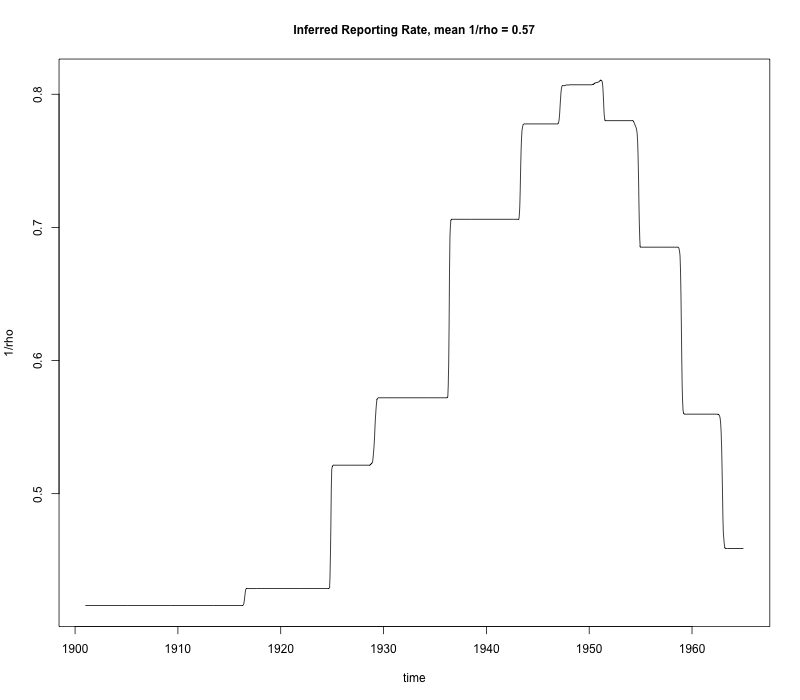 Inferred Reporting Rate, mean 1/rho = 0.57
0.8
0.7
0.6
0.5
1/rho
1900 1910 1920 1930 1940 1950 1960
time